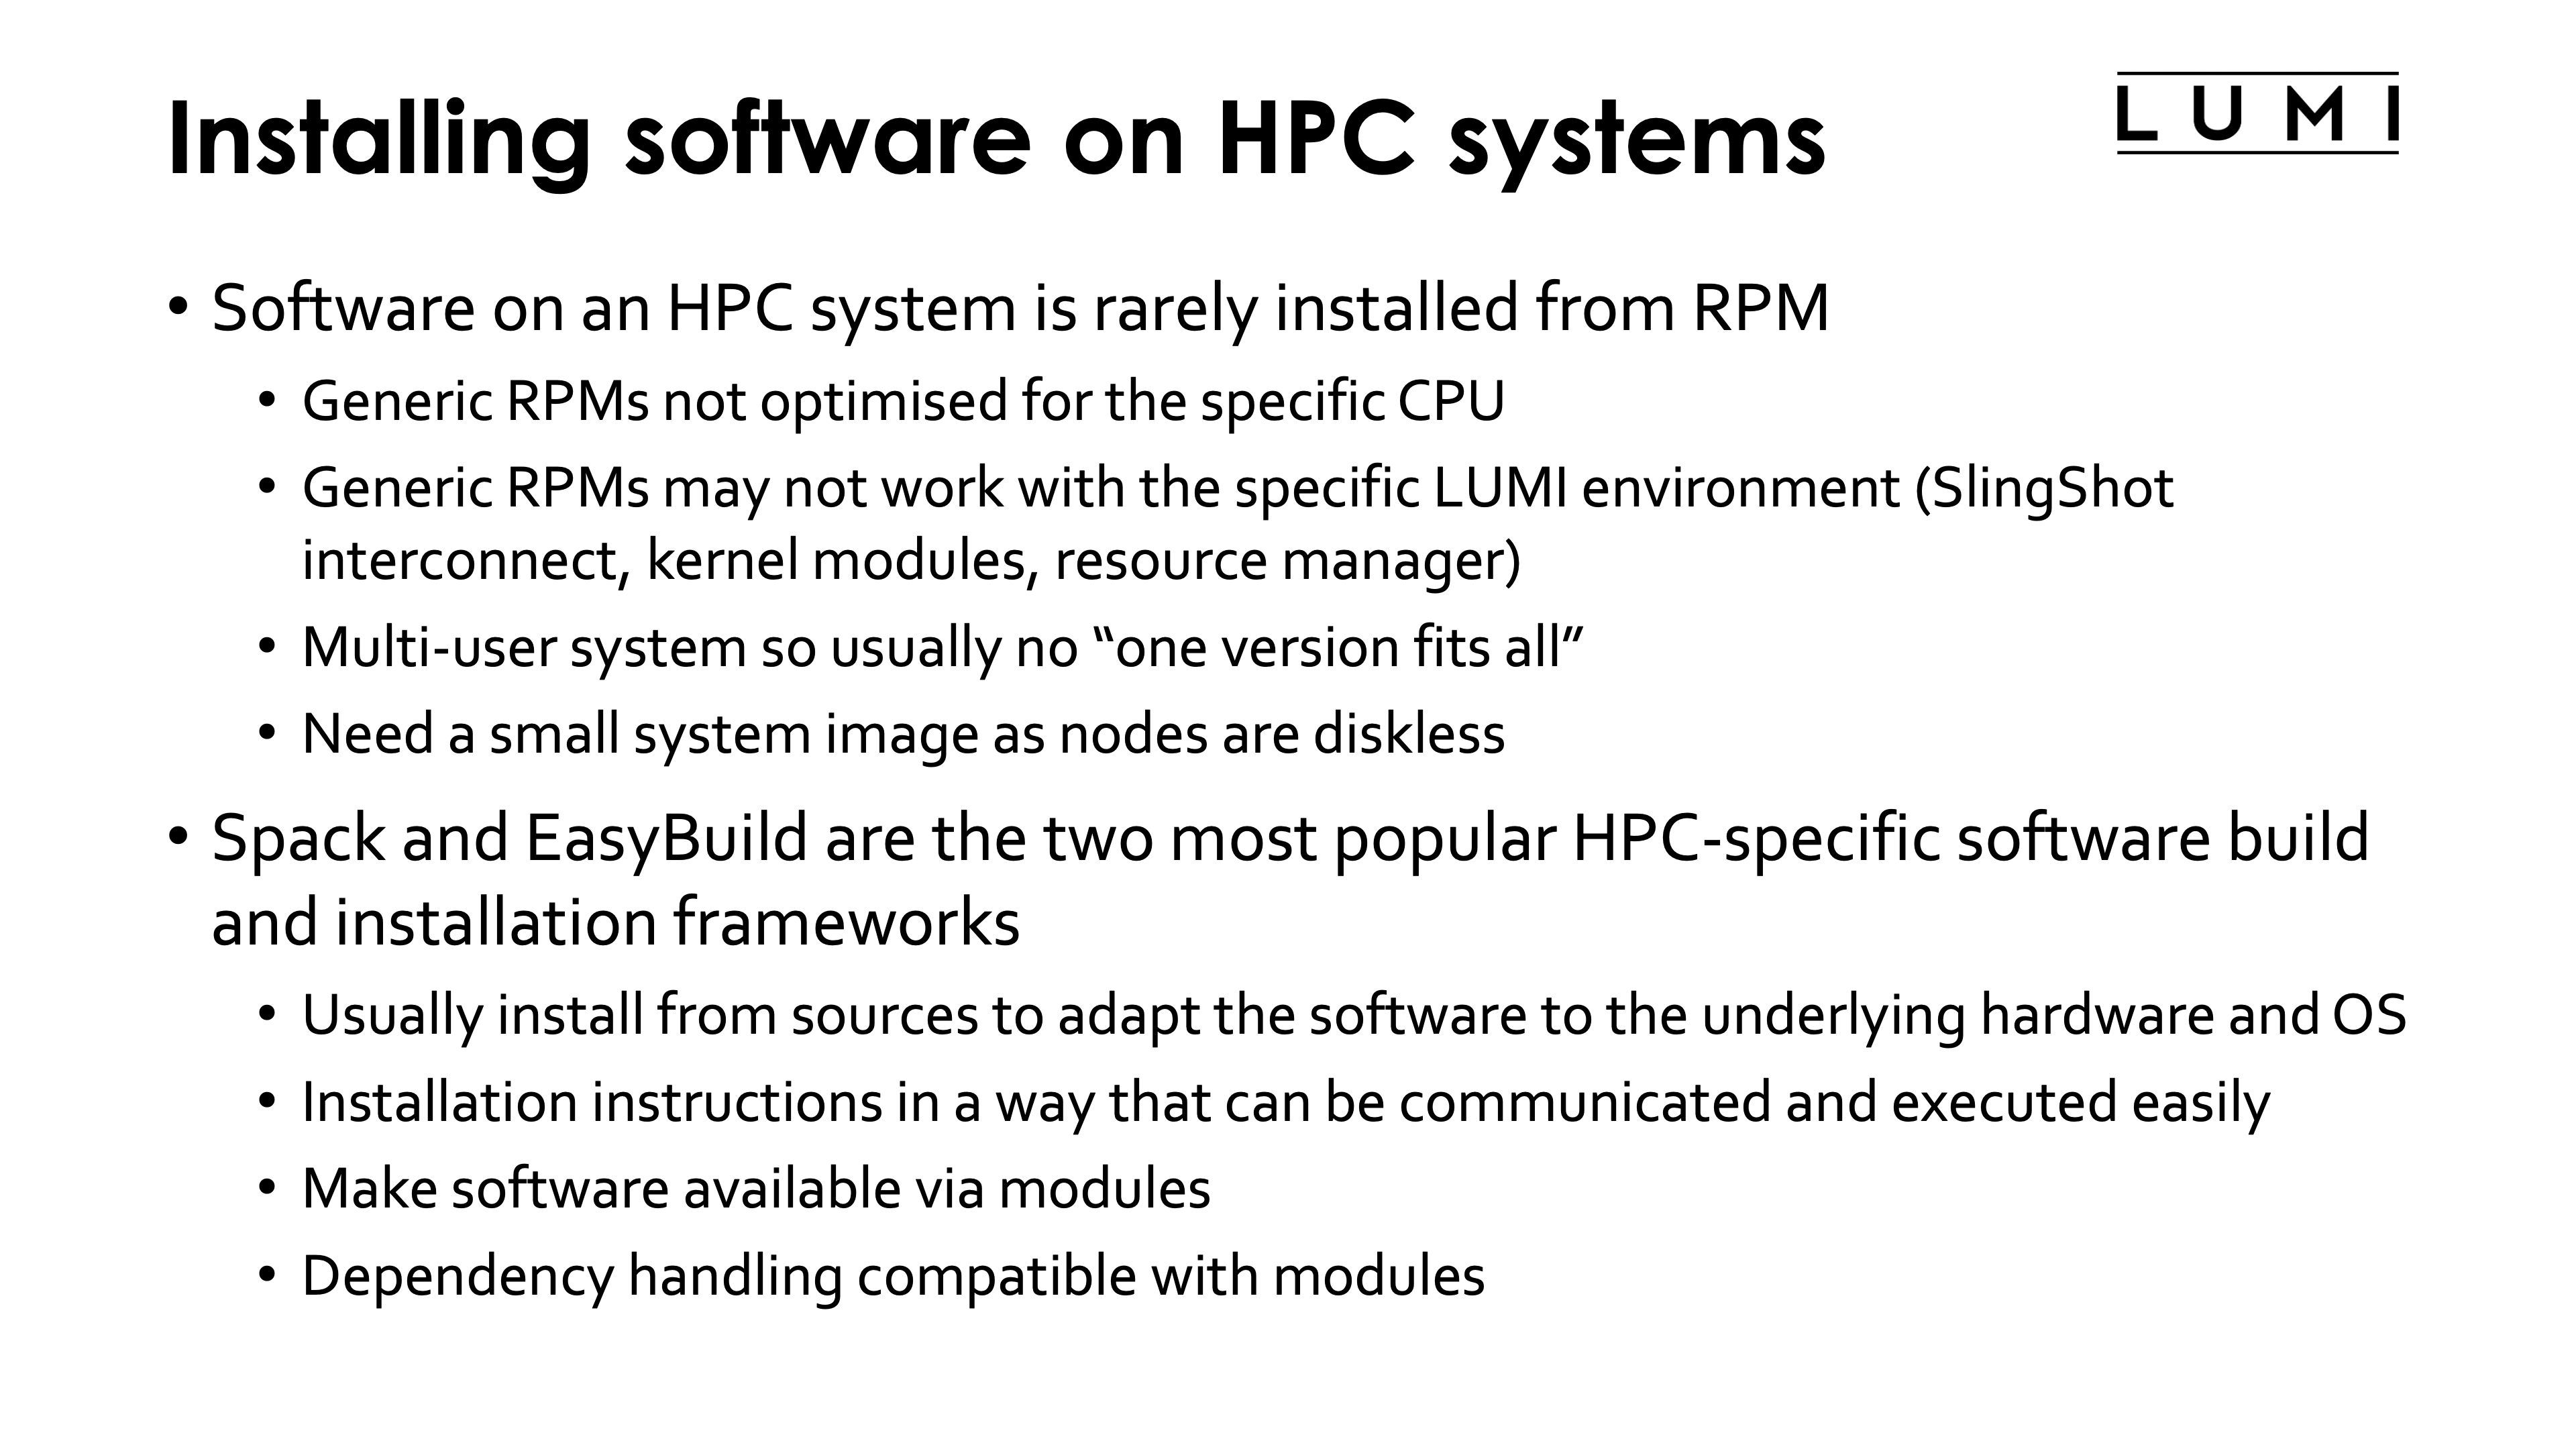 Installing software on HPC systems
LUMI
• Software on an HPC system is rarely installed from RPM
• Generic RPMs not optimised for the specific CPU
• Generic RPMs may not work with the specific LUMI environment (SlingShot
interconnect, kernel modules, resource manager)
• Multi-user system so usually no “one version fits all”
• Need a small system image as nodes are diskless
• Spack and EasyBuild are the two most popular HPC-specific software build
and installation frameworks
• Usually install from sources to adapt the software to the underlying hardware and OS
• Installation instructions in a way that can be communicated and executed easily
• Make software available via modules
• Dependency handling compatible with modules